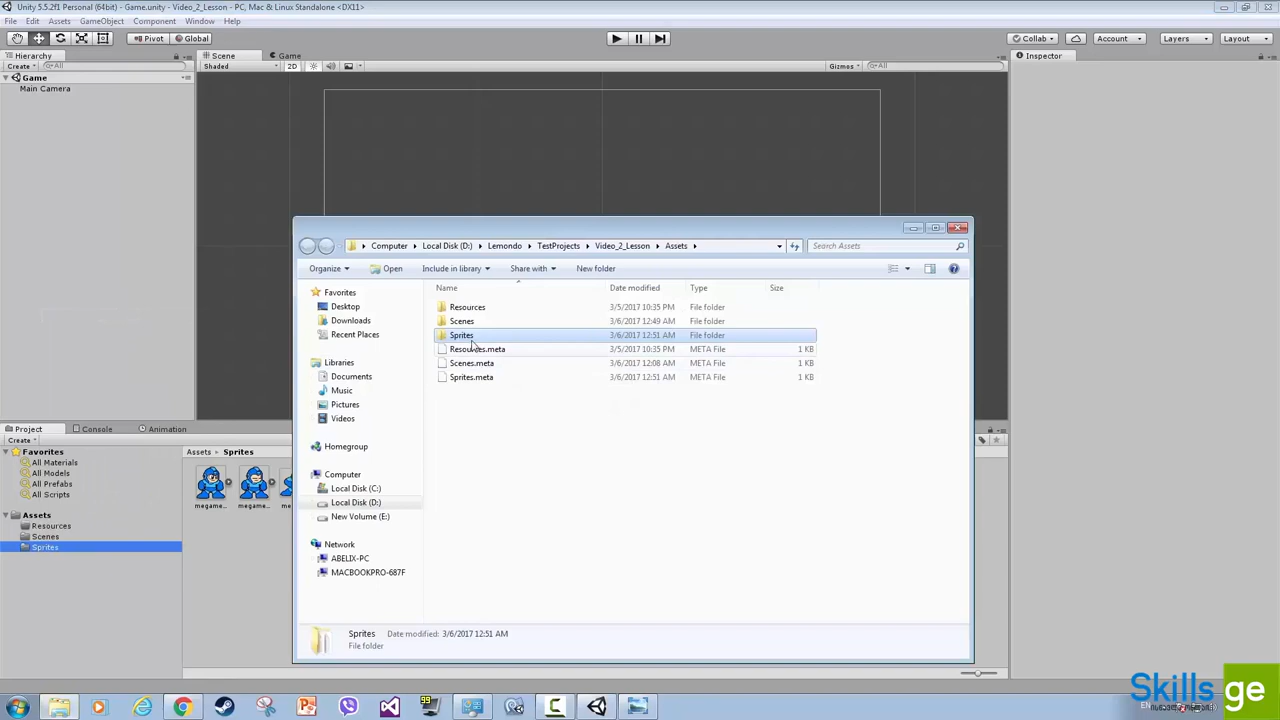 Unity 5.5.2f1 Personal (64bit) - Game.unity - Video_2_Lesson - PC, Mac & Linux Standalone <DX11>
File Edit Assets GameObject Component Window Help
Pivot Global Collab Account Layers Layout
Hierarchy Scene Game Inspector
Create All Shaded 2D Gizmos All
Game
Main Camera
Computer Local Disk (D:) Lemondo TestProjects Video_2_Lesson Assets Search Assets
Organize Open Include in library Share with New folder
Name Date modified Type Size
Favorites
Desktop
Downloads
Recent Places
Libraries
Documents
Music
Pictures
Videos
Homegroup
Computer
Local Disk (C:)
Local Disk (D:)
New Volume (E:)
Network
ABELIX-PC
MACBOOKPRO-687F
Resources 3/5/2017 10:35 PM File folder
Scenes 3/6/2017 12:49 AM File folder
Sprites 3/6/2017 12:51 AM File folder
Resources.meta 3/5/2017 10:35 PM META File 1 KB
Scenes.meta 3/6/2017 12:08 AM META File 1 KB
Sprites.meta 3/6/2017 12:51 AM META File 1 KB
Sprites Date modified: 3/6/2017 12:51 AM
File folder
Project Console Animation
Create
Favorites
All Materials
All Models
All Prefabs
All Scripts
Assets
Resources
Scenes
Sprites
Assets Sprites
megame... megame...
99
Skills ge